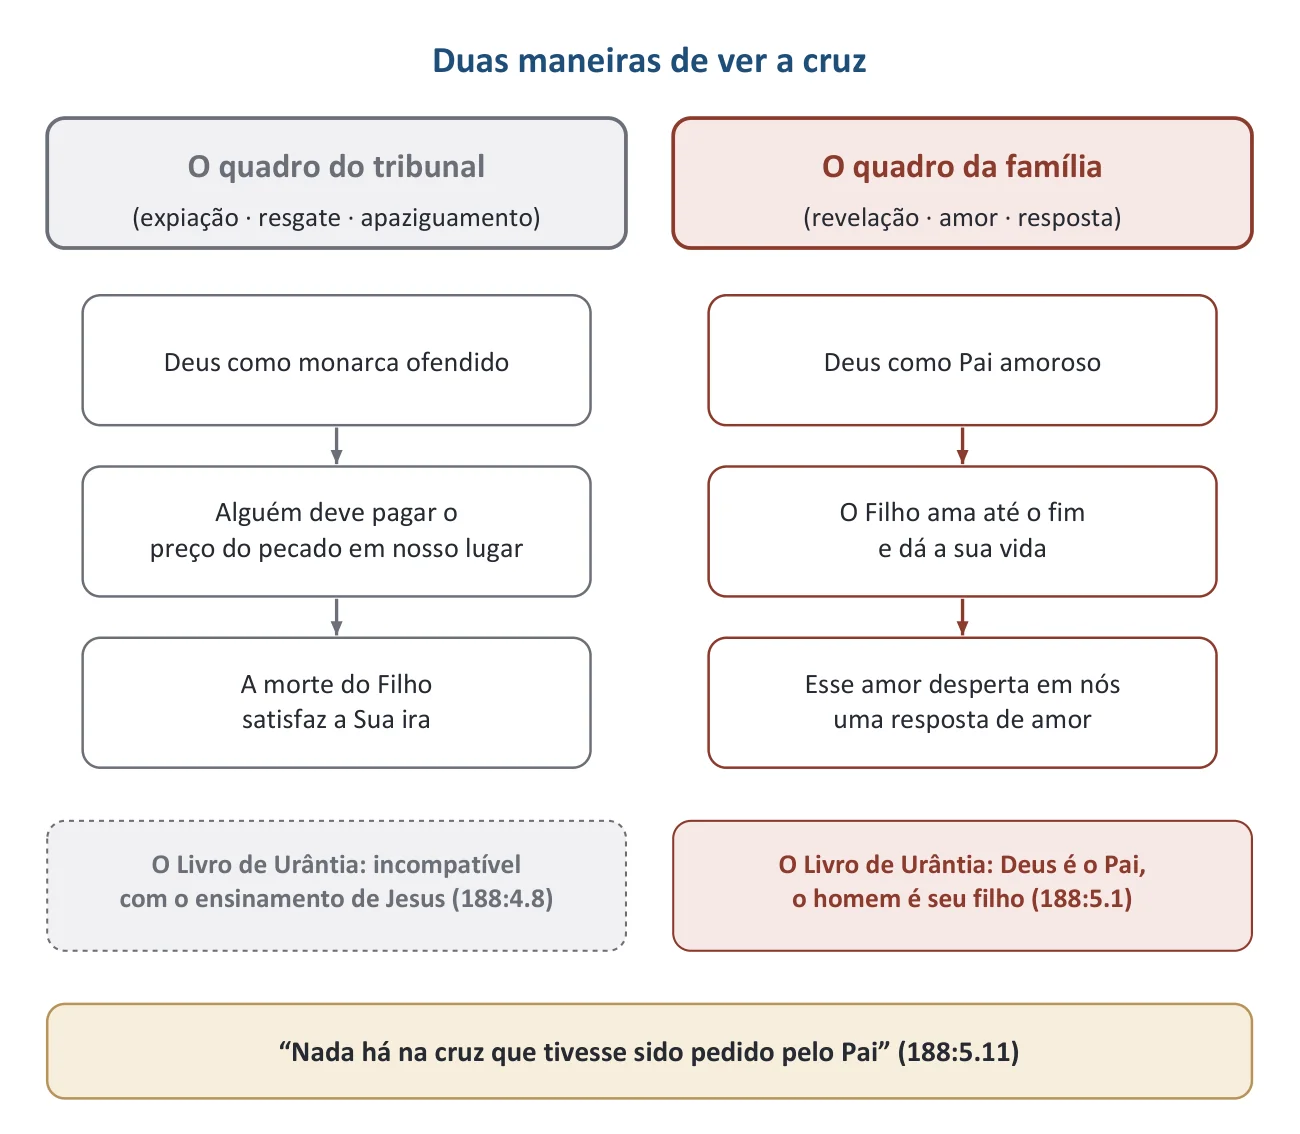 Duas maneiras de ver a cruz
O quadro do tribunal
(expiação · resgate · apaziguamento)
Deus como monarca ofendido
Alguém deve pagar o
preço do pecado em nosso lugar
A morte do Filho
satisfaz a Sua ira
O Livro de Urântia: incompatível
com o ensinamento de Jesus (188:4.8)
O quadro da família
(revelação · amor · resposta)
Deus como Pai amoroso
O Filho ama até o fim
e dá a sua vida
Esse amor desperta em nós
uma resposta de amor
O Livro de Urântia: Deus é o Pai,
o homem é seu filho (188:5.1)
“Nada há na cruz que tivesse sido pedido pelo Pai” (188:5.11)